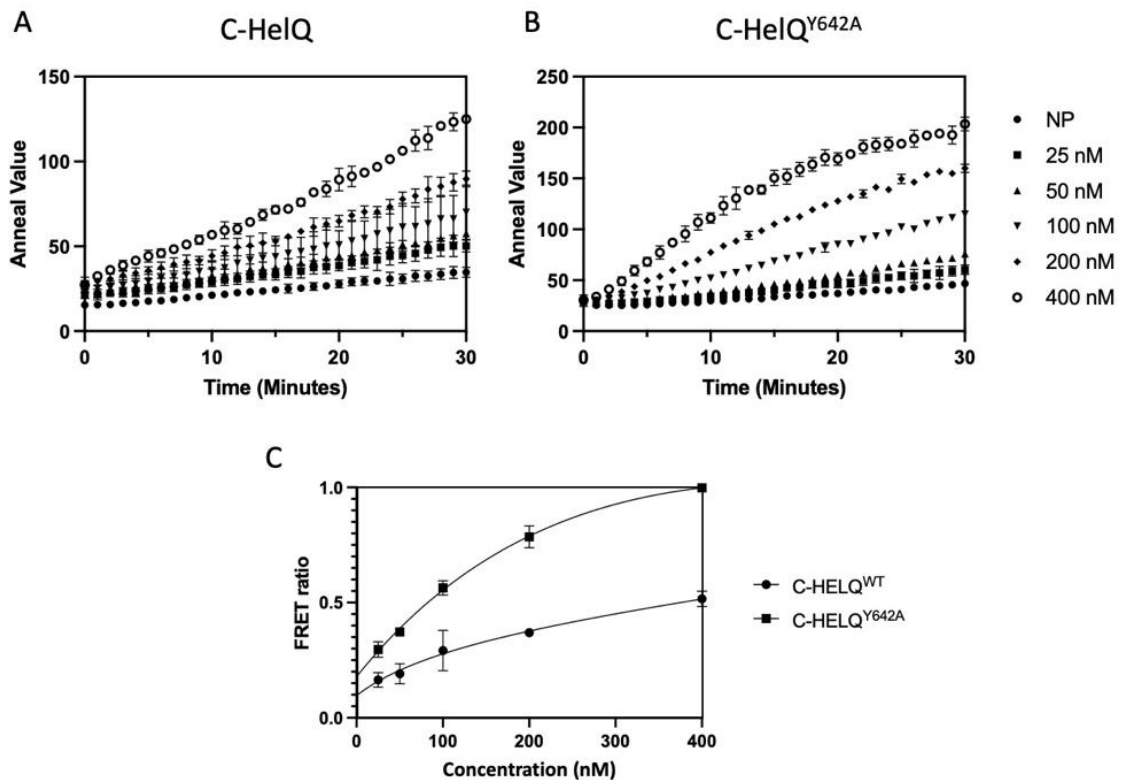 A
C-HelQ
150
100
50
0
Anneal Value
0 10 20 30
Time (Minutes)
B
C-HelQ^Y642A
250
200
150
100
50
0
Anneal Value
0 10 20 30
Time (Minutes)
NP
25 nM
50 nM
100 nM
200 nM
400 nM
C
1.0
0.5
0.0
FRET ratio
0 100 200 300 400
Concentration (nM)
C-HELQ^WT
C-HELQ^Y642A